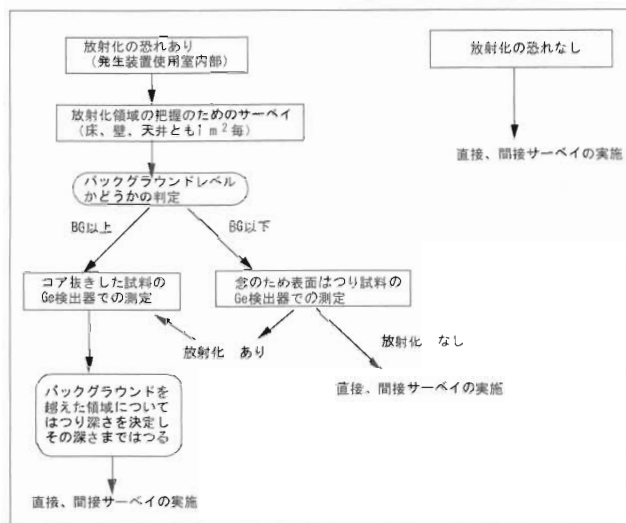 放射化の恐れあり
(発生装置使用室内部)
放射化の恐れなし
放射化領域の把握のためのサーベイ
(床、壁、天井とも1m²毎)
直接、間接サーベイの実施
バックグラウンドレベル
かどうかの判定
BG以上
BG以下
コア抜きした試料の
Ge検出器での測定
念のため表面はつり試料の
Ge検出器での測定
放射化 あり
放射化 なし
バックグラウンドを
越えた領域について
はつり深さを決定し
その深さまではつる
直接、間接サーベイの実施
直接、間接サーベイの実施